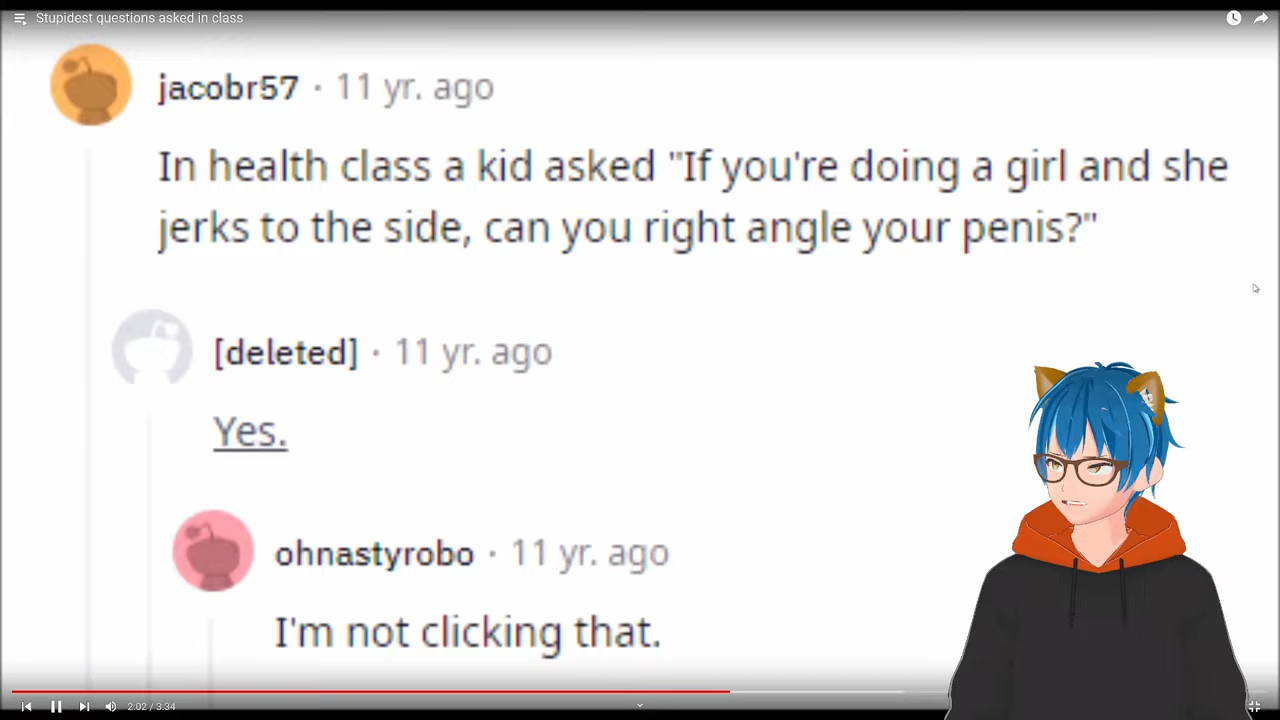 Stupidest questions asked in class
jacobr57 · 11 yr. ago
In health class a kid asked "If you're doing a girl and she
jerks to the side, can you right angle your penis?"
[deleted] · 11 yr. ago
Yes.
ohnastyrobo · 11 yr. ago
I'm not clicking that.
2:02 / 3:34